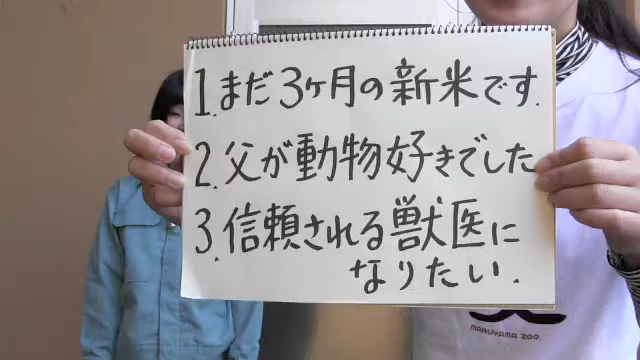 1.まだ3ケ月の新米です.
2.父が動物好きでした
3.信頼される獣医に
なりたい.
MARUYAMA ZOO